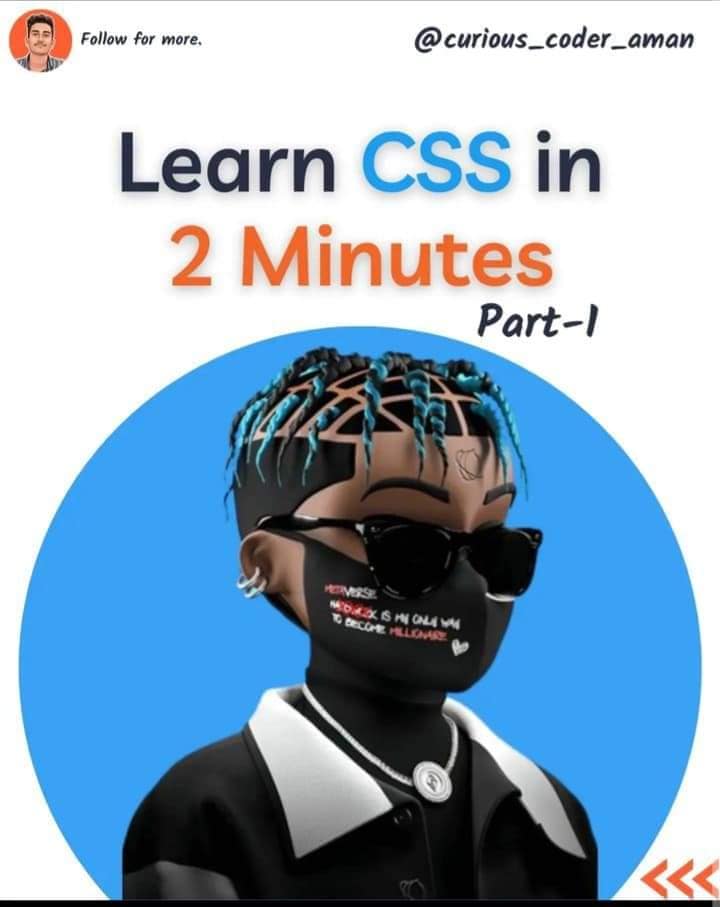 Follow for more.
@curious_coder_aman
Learn CSS in
2 Minutes
Part-1
METAVERSE
IS MY ONLY WAY
TO BECOME MILLIONAIRE